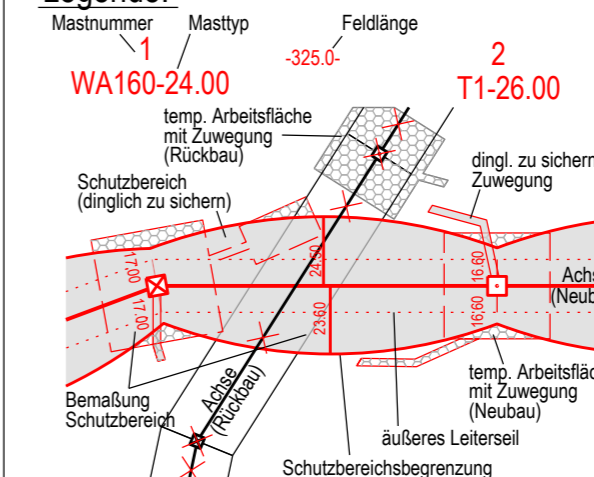 Legende:
Mastnummer
Masttyp
Feldlänge
1
-325.0-
2
WA160-24.00
T1-26.00
temp. Arbeitsfläche
mit Zuwegung
(Rückbau)
dingl. zu sichern
Zuwegung
Schutzbereich
(dinglich zu sichern)
17.00
24.50
16.60
Achs
(Neub
17.00
23.60
16.60
Achse
(Rückbau)
temp. Arbeitsfläc
mit Zuwegung
(Neubau)
Bemaßung
Schutzbereich
äußeres Leiterseil
Schutzbereichsbegrenzung